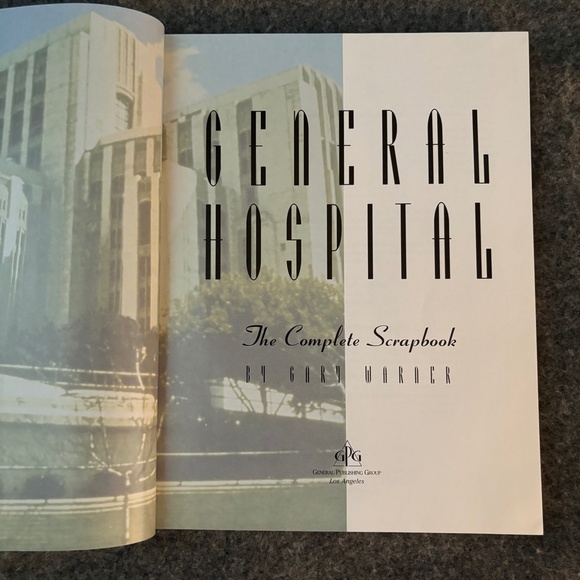 GENERAL
HOSPITAL
The Complete Scrapbook
BY GARY WARNER
GPG
GENERAL PUBLISHING GROUP
Los Angeles